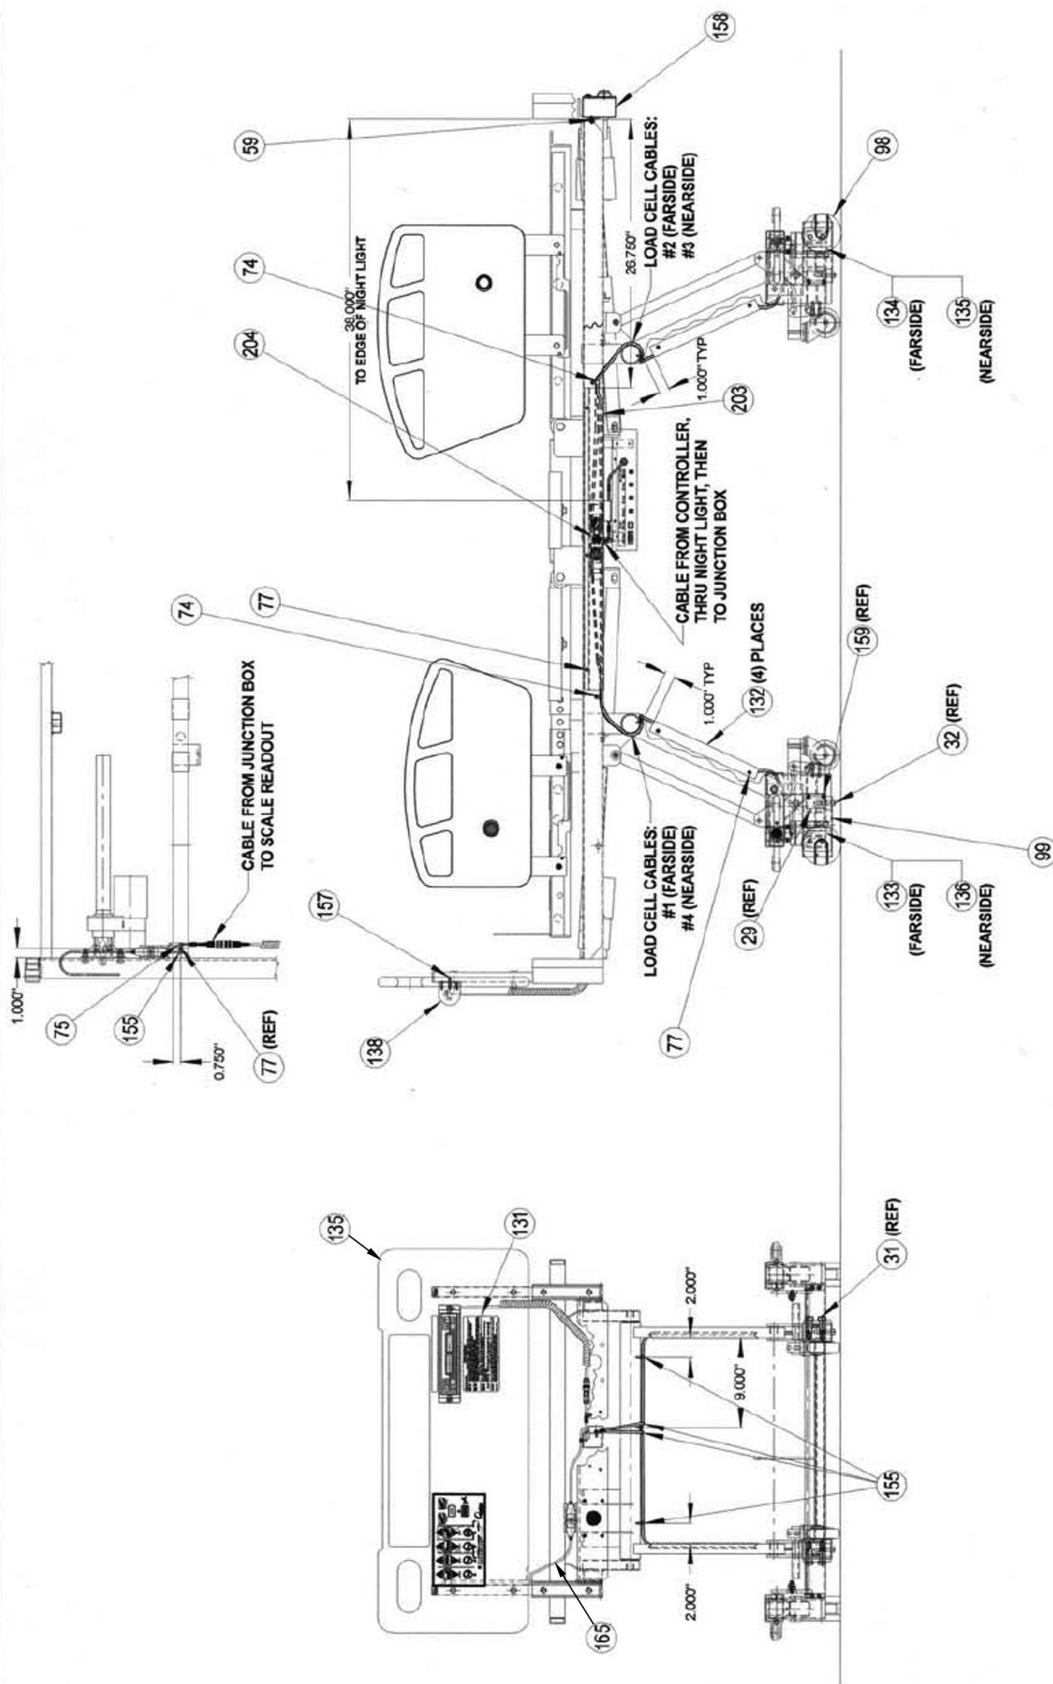 1.000"
75
155
77 (REF)
0.750"
CABLE FROM JUNCTION BOX
TO SCALE READOUT
158
59
74
204
38.000"
TO EDGE OF NIGHT LIGHT
26.750"
LOAD CELL CABLES:
#2 (FARSIDE)
#3 (NEARSIDE)
1.000" TYP
203
98
134
(FARSIDE)
135
(NEARSIDE)
CABLE FROM CONTROLLER,
THRU NIGHT LIGHT, THEN
TO JUNCTION BOX
77
74
1.000" TYP
132 (4) PLACES
159 (REF)
32 (REF)
99
157
138
LOAD CELL CABLES:
#1 (FARSIDE)
#4 (NEARSIDE)
77
29 (REF)
133
(FARSIDE)
136
(NEARSIDE)
135
131
2.000"
9.000"
2.000"
31 (REF)
155
165